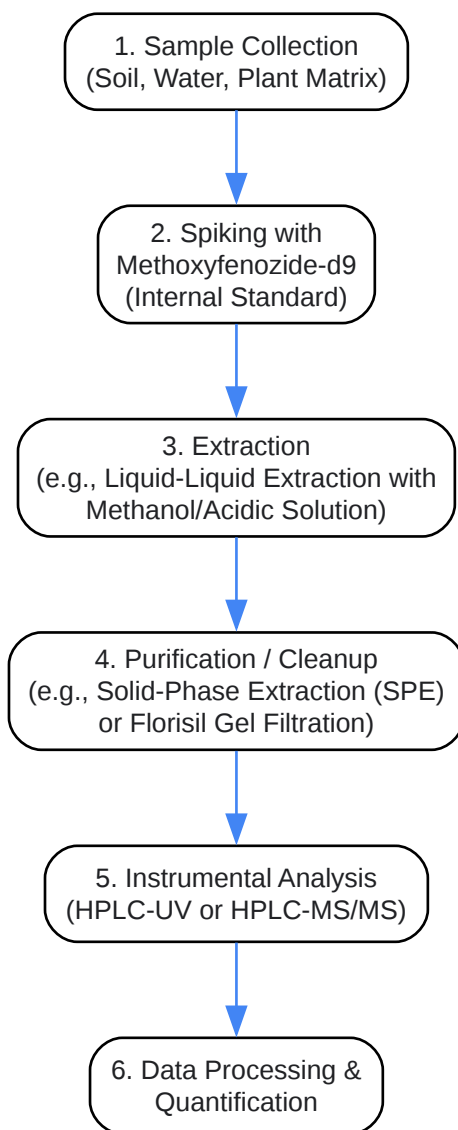 1. Sample Collection
(Soil, Water, Plant Matrix)
2. Spiking with
Methoxyfenozide-d9
(Internal Standard)
3. Extraction
(e.g., Liquid-Liquid Extraction with
Methanol/Acidic Solution)
4. Purification / Cleanup
(e.g., Solid-Phase Extraction (SPE)
or Florisil Gel Filtration)
5. Instrumental Analysis
(HPLC-UV or HPLC-MS/MS)
6. Data Processing &
Quantification